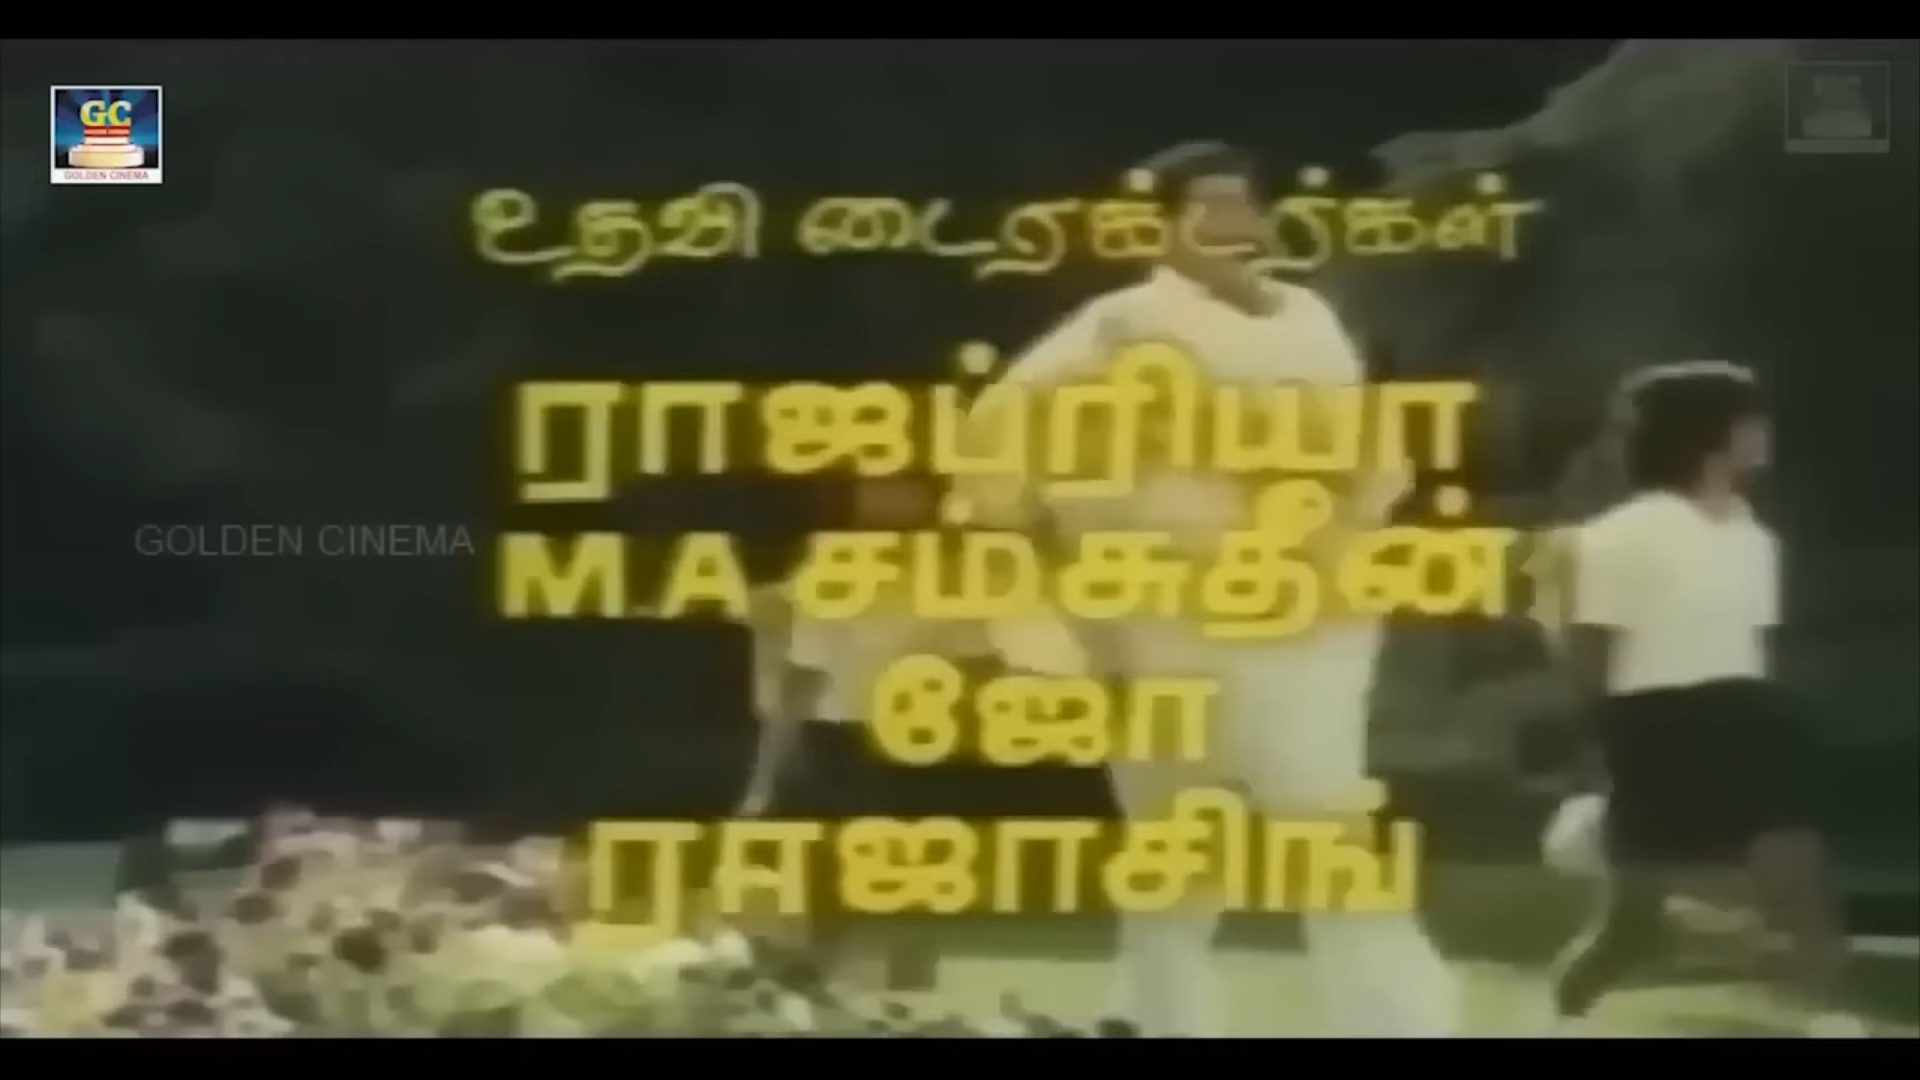 GC
GOLDEN CINEMA
உதவி டைரக்டர்கள்
ராஜப்ரியா
M.A சம்சுதீன்
GOLDEN CINEMA
ஜோ
ராஜாசிங்